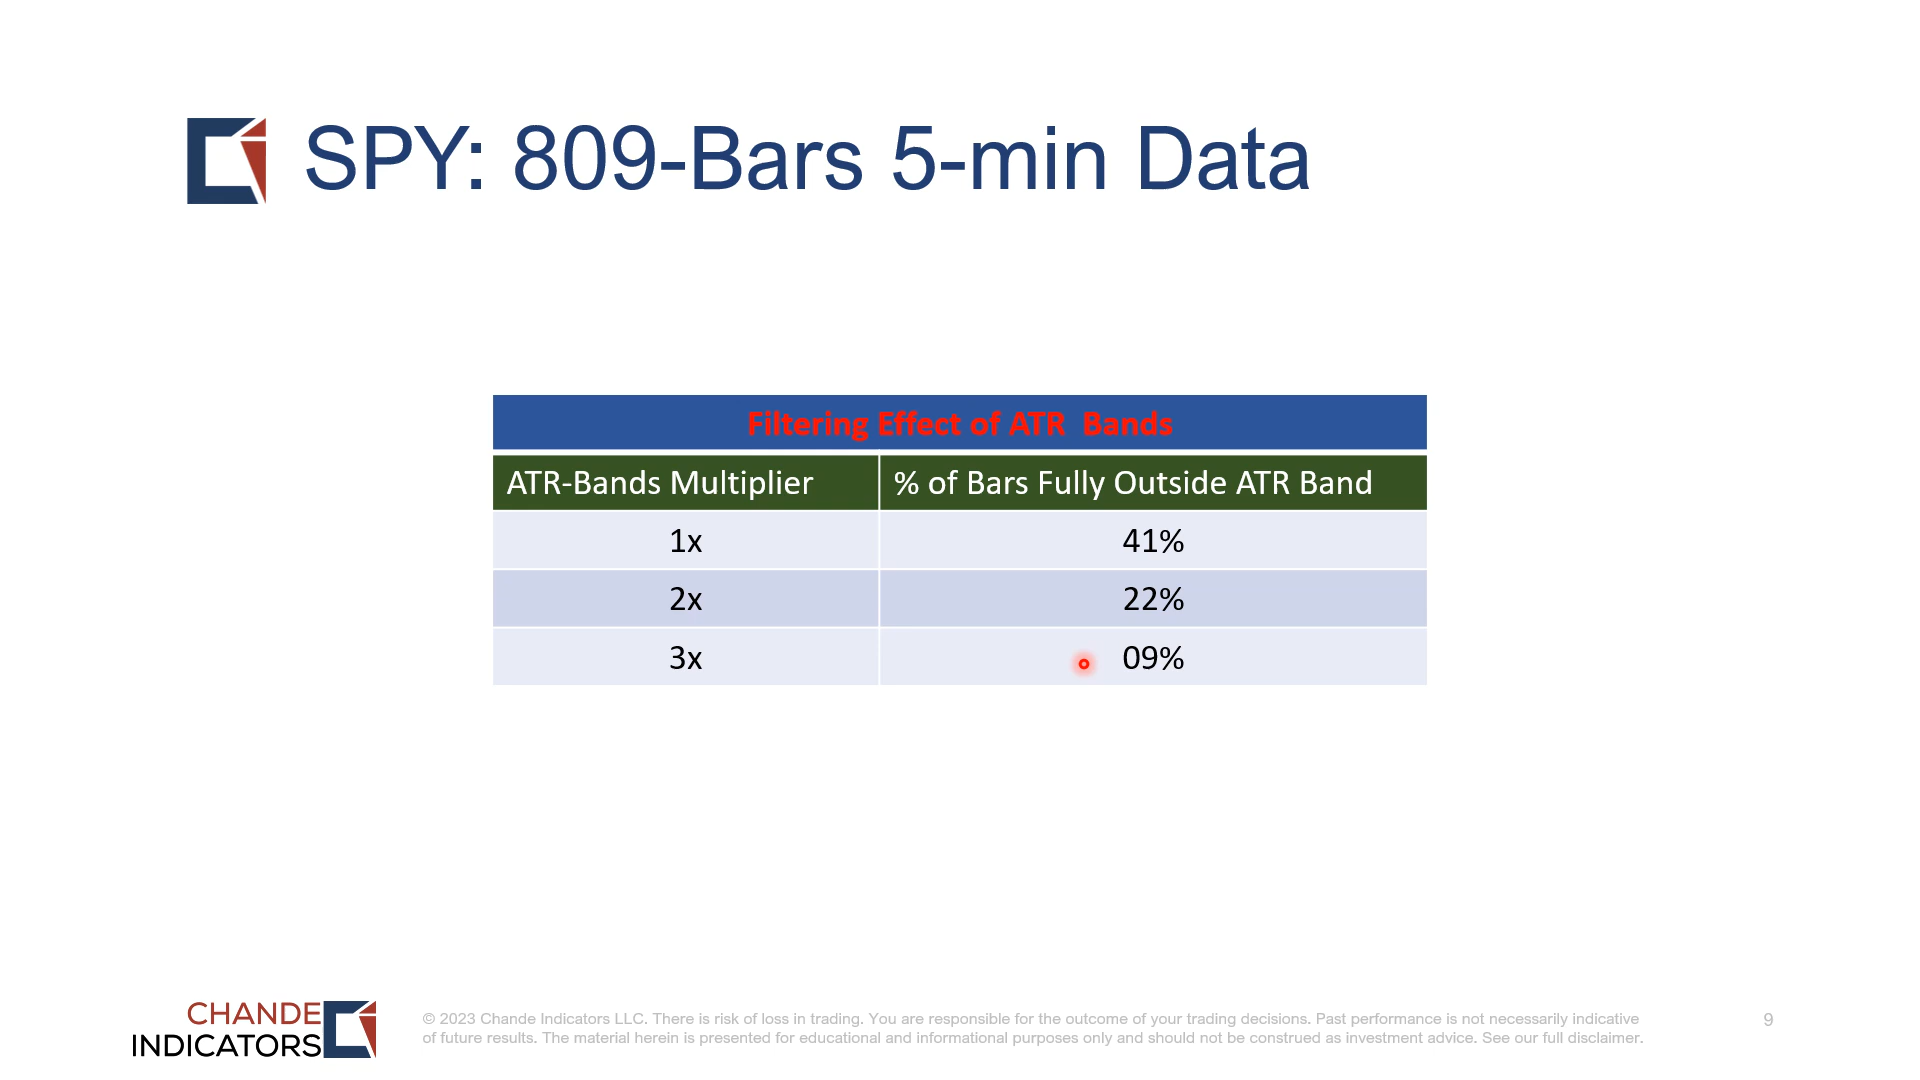 SPY: 809-Bars 5-min Data
Filtering Effect of ATR Bands
ATR-Bands Multiplier % of Bars Fully Outside ATR Band
1x 41%
2x 22%
3x 09%
CHANDE
INDICATORS
© 2023 Chande Indicators LLC. There is risk of loss in trading. You are responsible for the outcome of your trading decisions. Past performance is not necessarily indicative
of future results. The material herein is presented for educational and informational purposes only and should not be construed as investment advice. See our full disclaimer.
9